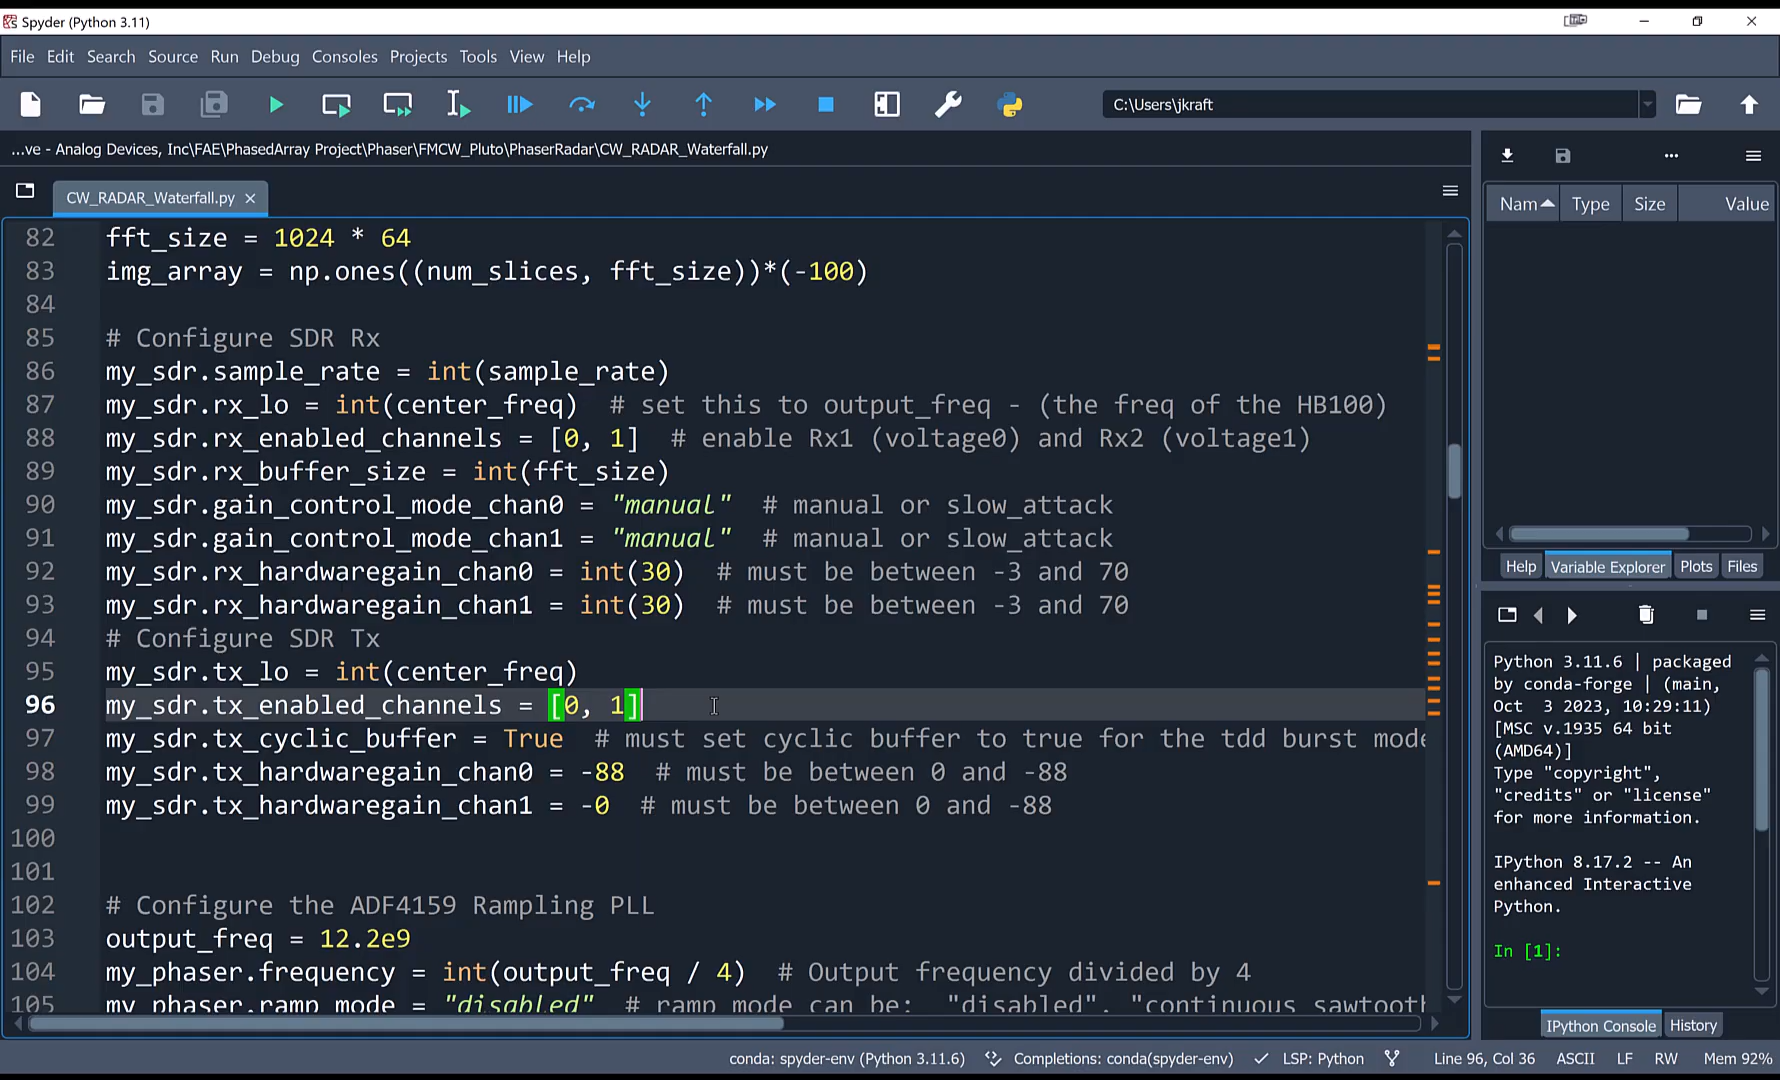 Spyder (Python 3.11)
File Edit Search Source Run Debug Consoles Projects Tools View Help
C:\Users\jkraft
...ve - Analog Devices, Inc\FAE\PhasedArray Project\Phaser\FMCW_Pluto\PhaserRadar\CW_RADAR_Waterfall.py
CW_RADAR_Waterfall.py
82 fft_size = 1024 * 64
83 img_array = np.ones((num_slices, fft_size))*(-100)
84
85 # Configure SDR Rx
86 my_sdr.sample_rate = int(sample_rate)
87 my_sdr.rx_lo = int(center_freq)  # set this to output_freq - (the freq of the HB100)
88 my_sdr.rx_enabled_channels = [0, 1]  # enable Rx1 (voltage0) and Rx2 (voltage1)
89 my_sdr.rx_buffer_size = int(fft_size)
90 my_sdr.gain_control_mode_chan0 = "manual"  # manual or slow_attack
91 my_sdr.gain_control_mode_chan1 = "manual"  # manual or slow_attack
92 my_sdr.rx_hardwaregain_chan0 = int(30)  # must be between -3 and 70
93 my_sdr.rx_hardwaregain_chan1 = int(30)  # must be between -3 and 70
94 # Configure SDR Tx
95 my_sdr.tx_lo = int(center_freq)
96 my_sdr.tx_enabled_channels = [0, 1]
97 my_sdr.tx_cyclic_buffer = True  # must set cyclic buffer to true for the tdd burst mode
98 my_sdr.tx_hardwaregain_chan0 = -88  # must be between 0 and -88
99 my_sdr.tx_hardwaregain_chan1 = -0  # must be between 0 and -88
100
101
102 # Configure the ADF4159 Rampling PLL
103 output_freq = 12.2e9
104 my_phaser.frequency = int(output_freq / 4)  # Output frequency divided by 4
105 my_phaser.ramp_mode = "disabled"  # ramp_mode can be:  "disabled", "continuous_sawtooth
Nam Type Size Value
Help Variable Explorer Plots Files
Python 3.11.6 | packaged
by conda-forge | (main,
Oct  3 2023, 10:29:11)
[MSC v.1935 64 bit
(AMD64)]
Type "copyright",
"credits" or "license"
for more information.
IPython 8.17.2 -- An
enhanced Interactive
Python.
In [1]:
IPython Console History
conda: spyder-env (Python 3.11.6) Completions: conda(spyder-env) LSP: Python Line 96, Col 36 ASCII LF RW Mem 92%